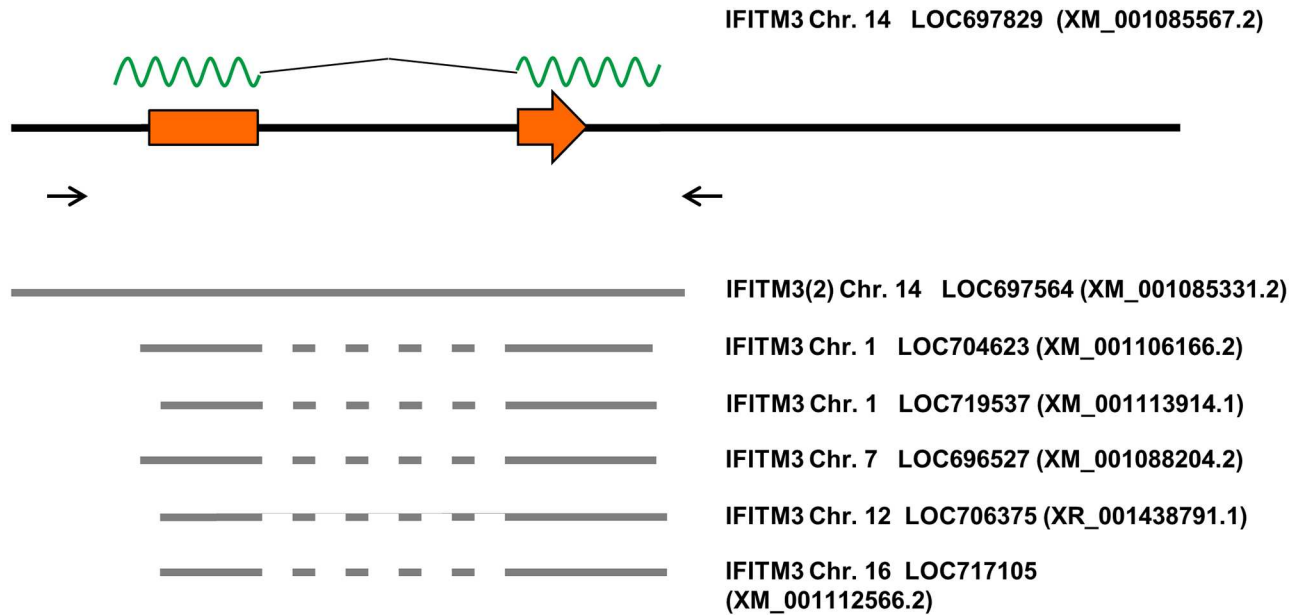 IFITM3 Chr. 14 LOC697829 (XM_001085567.2)
IFITM3(2) Chr. 14 LOC697564 (XM_001085331.2)
IFITM3 Chr. 1 LOC704623 (XM_001106166.2)
IFITM3 Chr. 1 LOC719537 (XM_001113914.1)
IFITM3 Chr. 7 LOC696527 (XM_001088204.2)
IFITM3 Chr. 12 LOC706375 (XR_001438791.1)
IFITM3 Chr. 16 LOC717105
(XM_001112566.2)